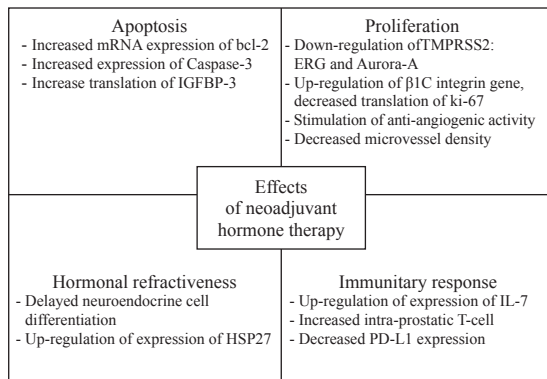 Apoptosis
- Increased mRNA expression of bcl-2
- Increased expression of Caspase-3
- Increase translation of IGFBP-3
Proliferation
- Down-regulation ofTMPRSS2:
ERG and Aurora-A
- Up-regulation of β1C integrin gene,
decreased translation of ki-67
- Stimulation of anti-angiogenic activity
- Decreased microvessel density
Effects
of neoadjuvant
hormone therapy
Hormonal refractiveness
- Delayed neuroendocrine cell
differentiation
- Up-regulation of expression of HSP27
Immunitary response
- Up-regulation of expression of IL-7
- Increased intra-prostatic T-cell
- Decreased PD-L1 expression